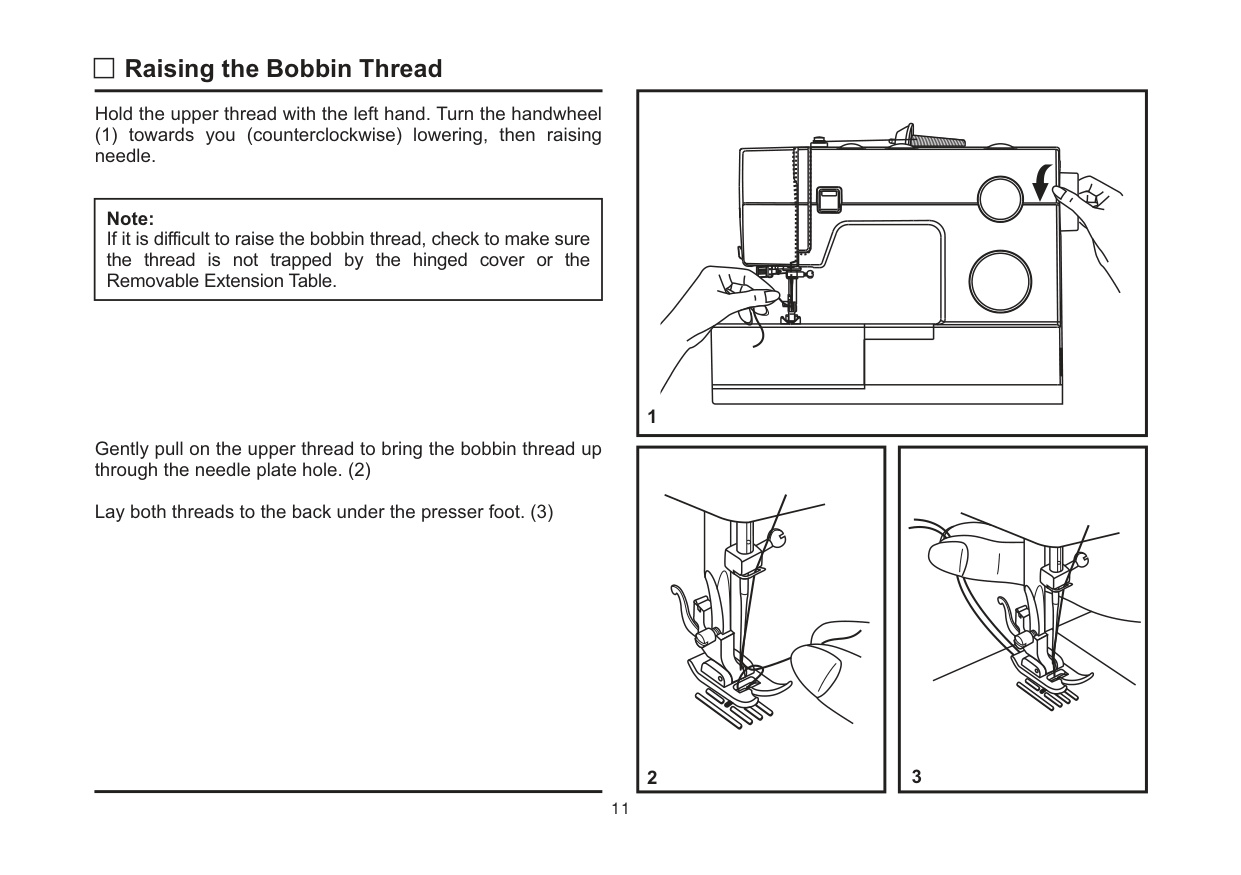 Raising the Bobbin Thread
Hold the upper thread with the left hand. Turn the handwheel
(1) towards you (counterclockwise) lowering, then raising
needle.
Note:
If it is difficult to raise the bobbin thread, check to make sure
the thread is not trapped by the hinged cover or the
Removable Extension Table.
Gently pull on the upper thread to bring the bobbin thread up
through the needle plate hole. (2)
Lay both threads to the back under the presser foot. (3)
1
2
3
11